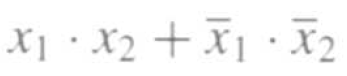 x₁ · x₂ + x̅₁ · x̅₂